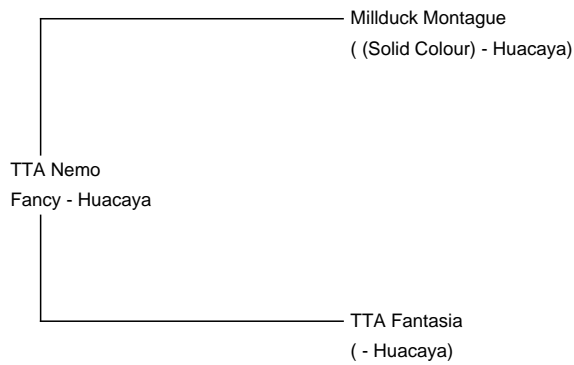 Millduck Montague
( (Solid Colour) - Huacaya)
TTA Nemo
Fancy - Huacaya
TTA Fantasia
( - Huacaya)